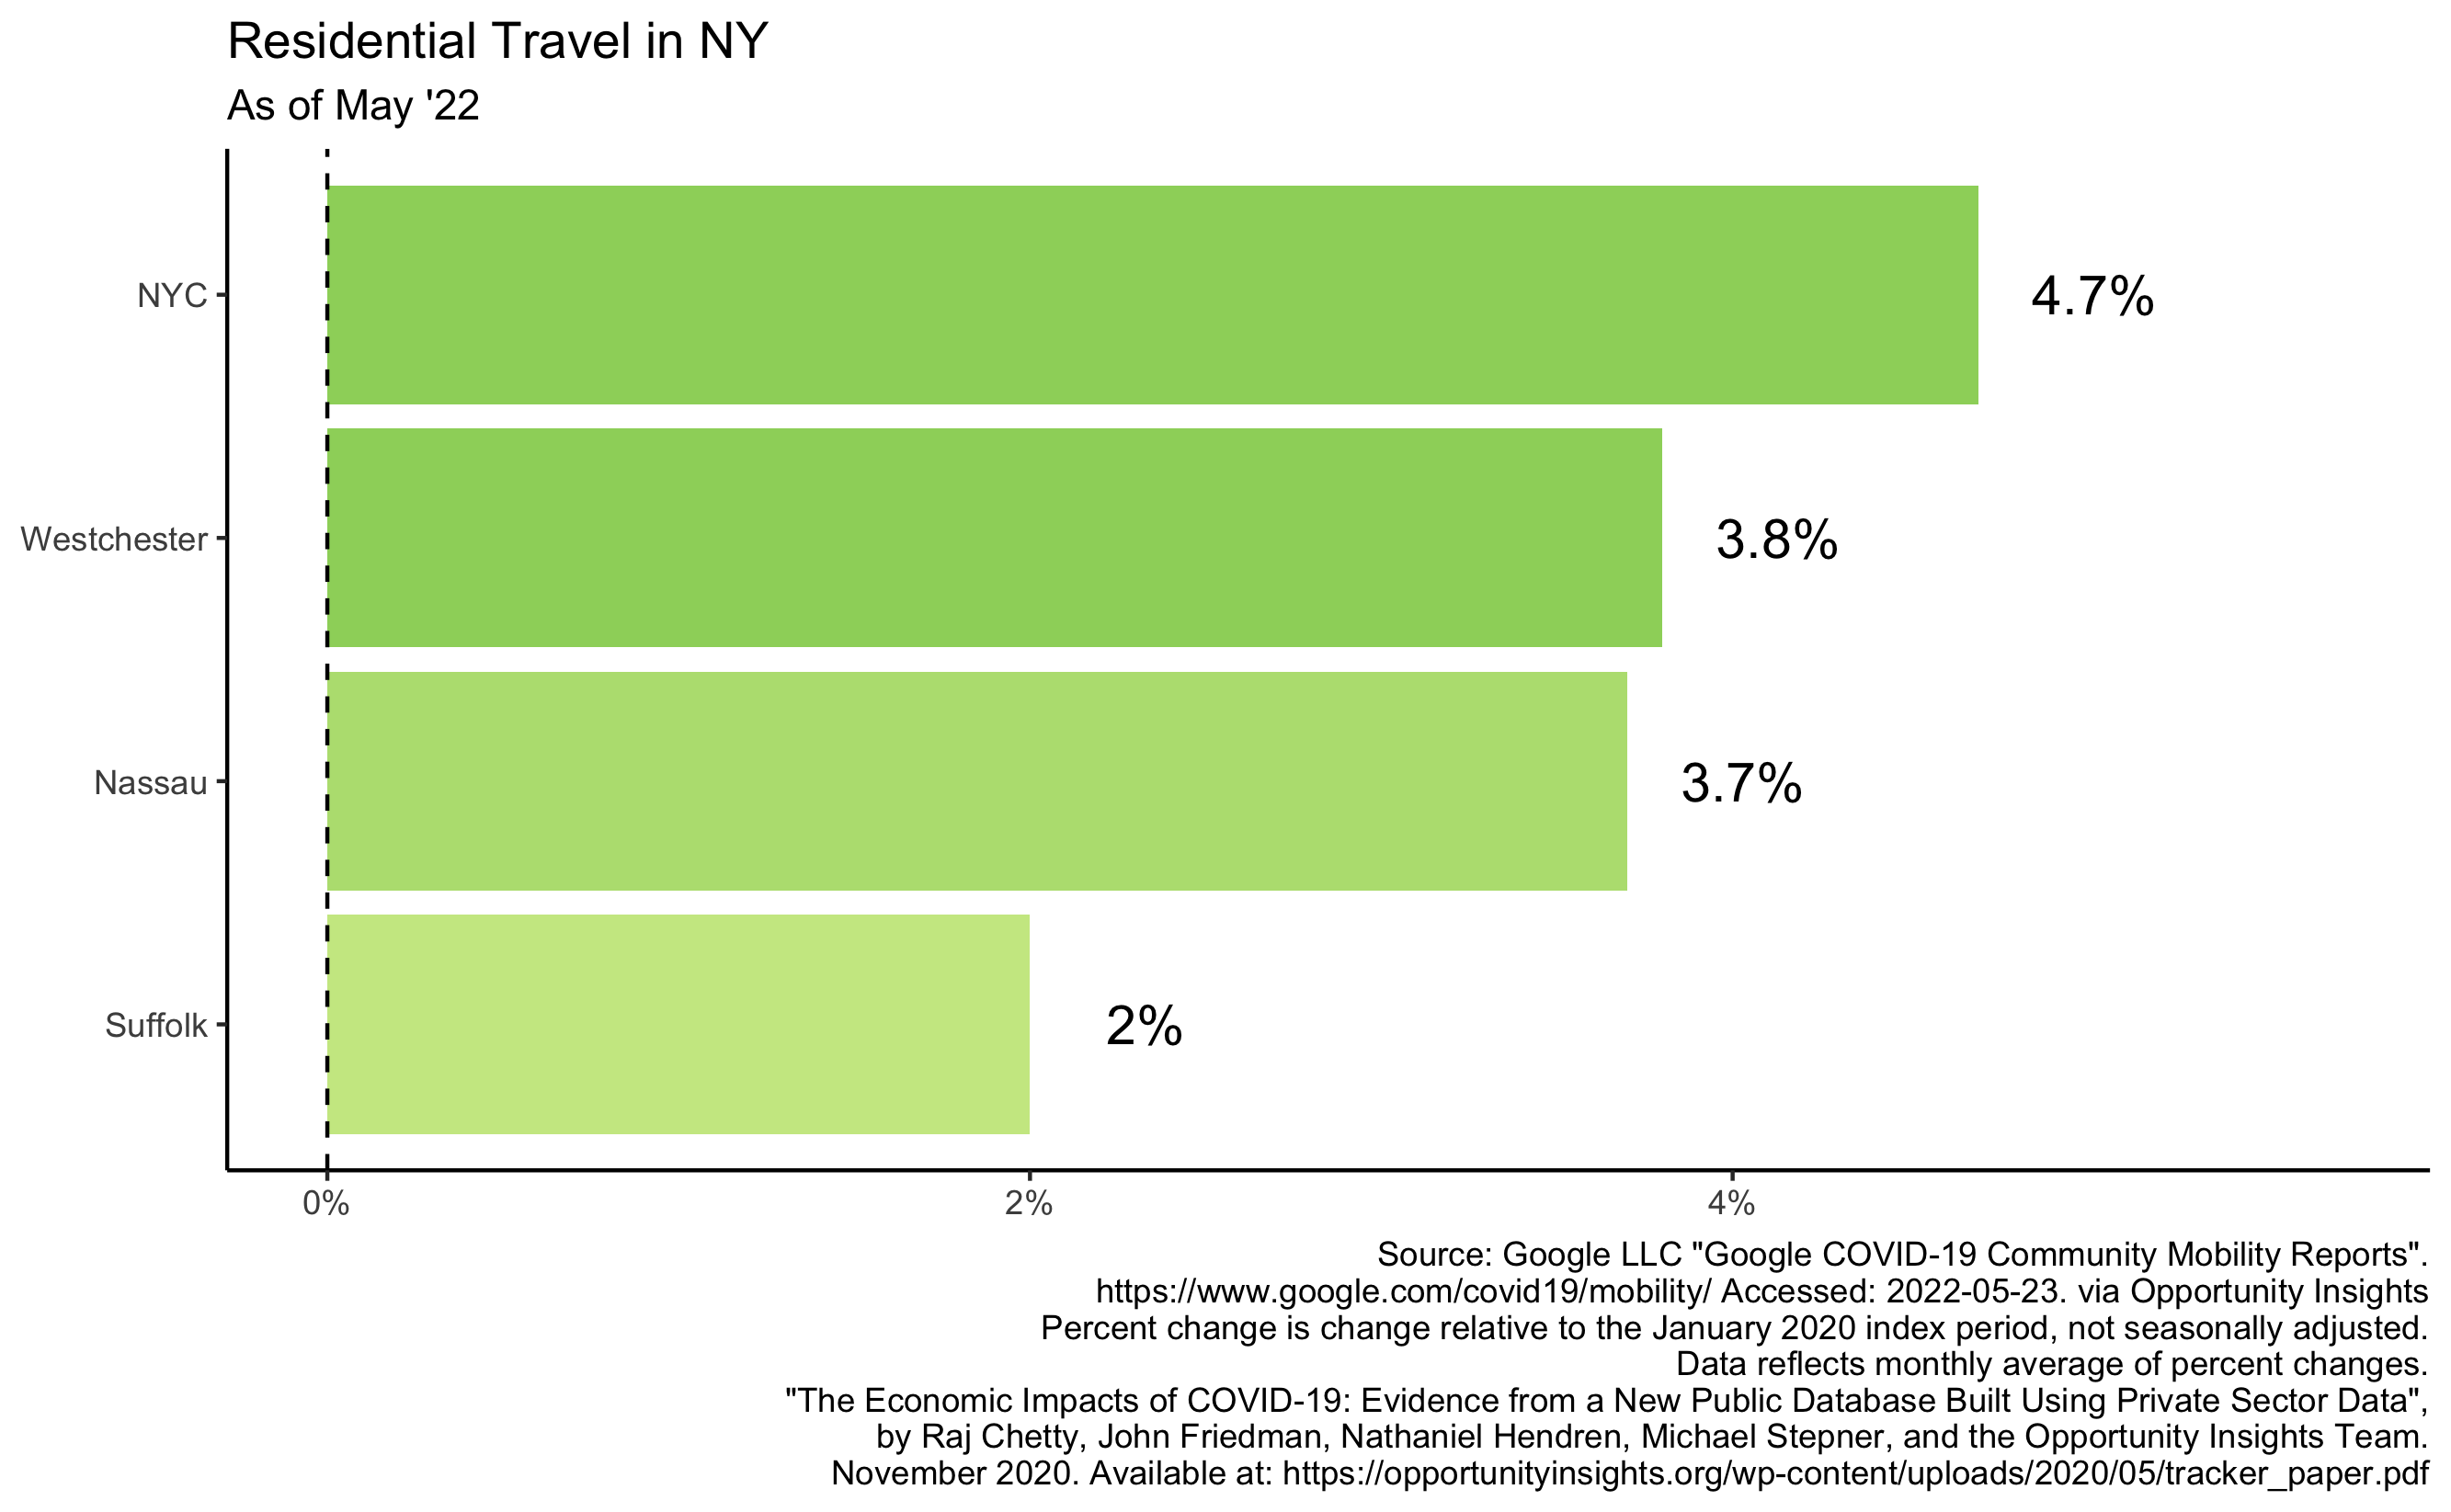 Residential Travel in NY
As of May '22
NYC
4.7%
Westchester
3.8%
Nassau
3.7%
Suffolk
2%
0%
2%
4%
Source: Google LLC "Google COVID-19 Community Mobility Reports".
https://www.google.com/covid19/mobility/ Accessed: 2022-05-23. via Opportunity Insights
Percent change is change relative to the January 2020 index period, not seasonally adjusted.
Data reflects monthly average of percent changes.
"The Economic Impacts of COVID-19: Evidence from a New Public Database Built Using Private Sector Data",
by Raj Chetty, John Friedman, Nathaniel Hendren, Michael Stepner, and the Opportunity Insights Team.
November 2020. Available at: https://opportunityinsights.org/wp-content/uploads/2020/05/tracker_paper.pdf